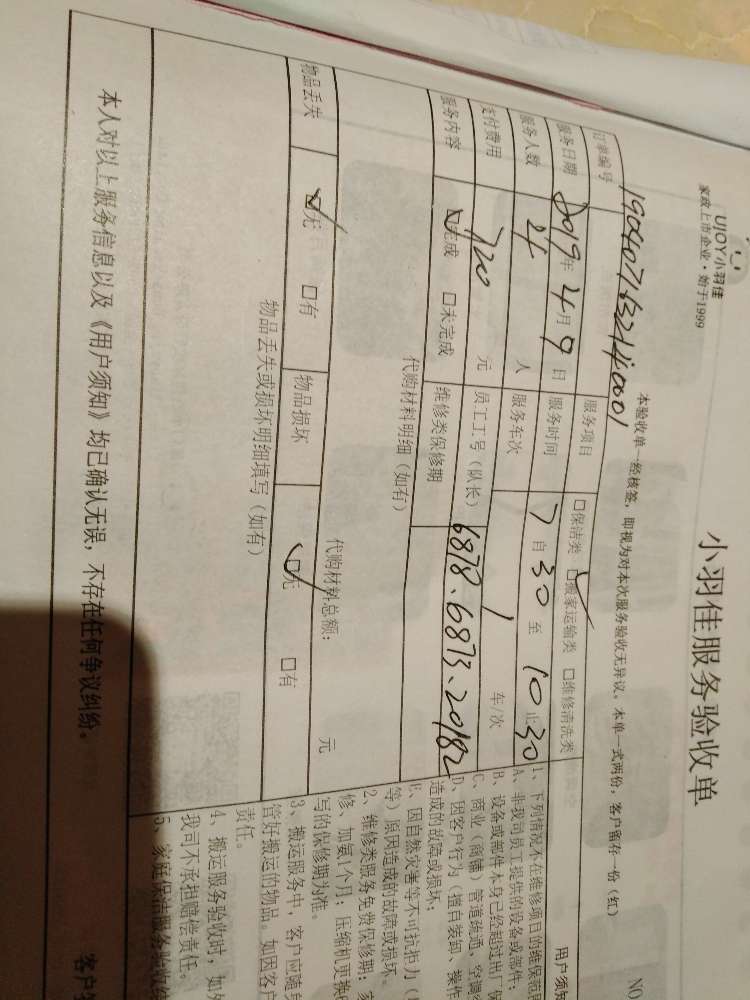 UJOY小羽佳
家政上市企业·始于1999
小羽佳服务验收单
NO
本验收单一经核签，即视为对本次服务验收无异议。本单一式两份，客户留存一份（红）
订单编号 服务项目 □保洁类 ☑搬家运输类 □维修清洗类
服务日期 2019年4月9日 服务时间 7自30至10止30
服务人数 4人 服务车次 1车/次
支付费用 720元 员工工号（队长） 6878.6873.20182
服务内容 ☑完成 □未完成 维修类保修期
代购材料明细（如有）
代购材料总额： 元
物品丢失 ☑无 □有 物品损坏 ☑无 □有
物品丢失或损坏明细填写（如有）
本人对以上服务信息以及《用户须知》均已确认无误，不存在任何争议纠纷。
用户须知
1、下列情况不在维修项目的维保范
A、非我司员工提供的设备或部件；
B、设备或部件本身已经超过出厂保
C、商业（商铺）管道疏通，空调
D、因客户行为（擅自装卸、操作
造成的故障或损坏；
E、因自然灾害等不可抗拒力（
等）原因造成的故障或损坏。
2、维修类服务免费保修期：家
修、加氨1个月；压缩机更换
写的保修期为准。
3、搬运服务中，客户应随身
管好搬运的物品。如因客户
责任。
4、搬运服务验收时，如外
我司不承担赔偿责任。
5、家庭保洁服务验收
客户